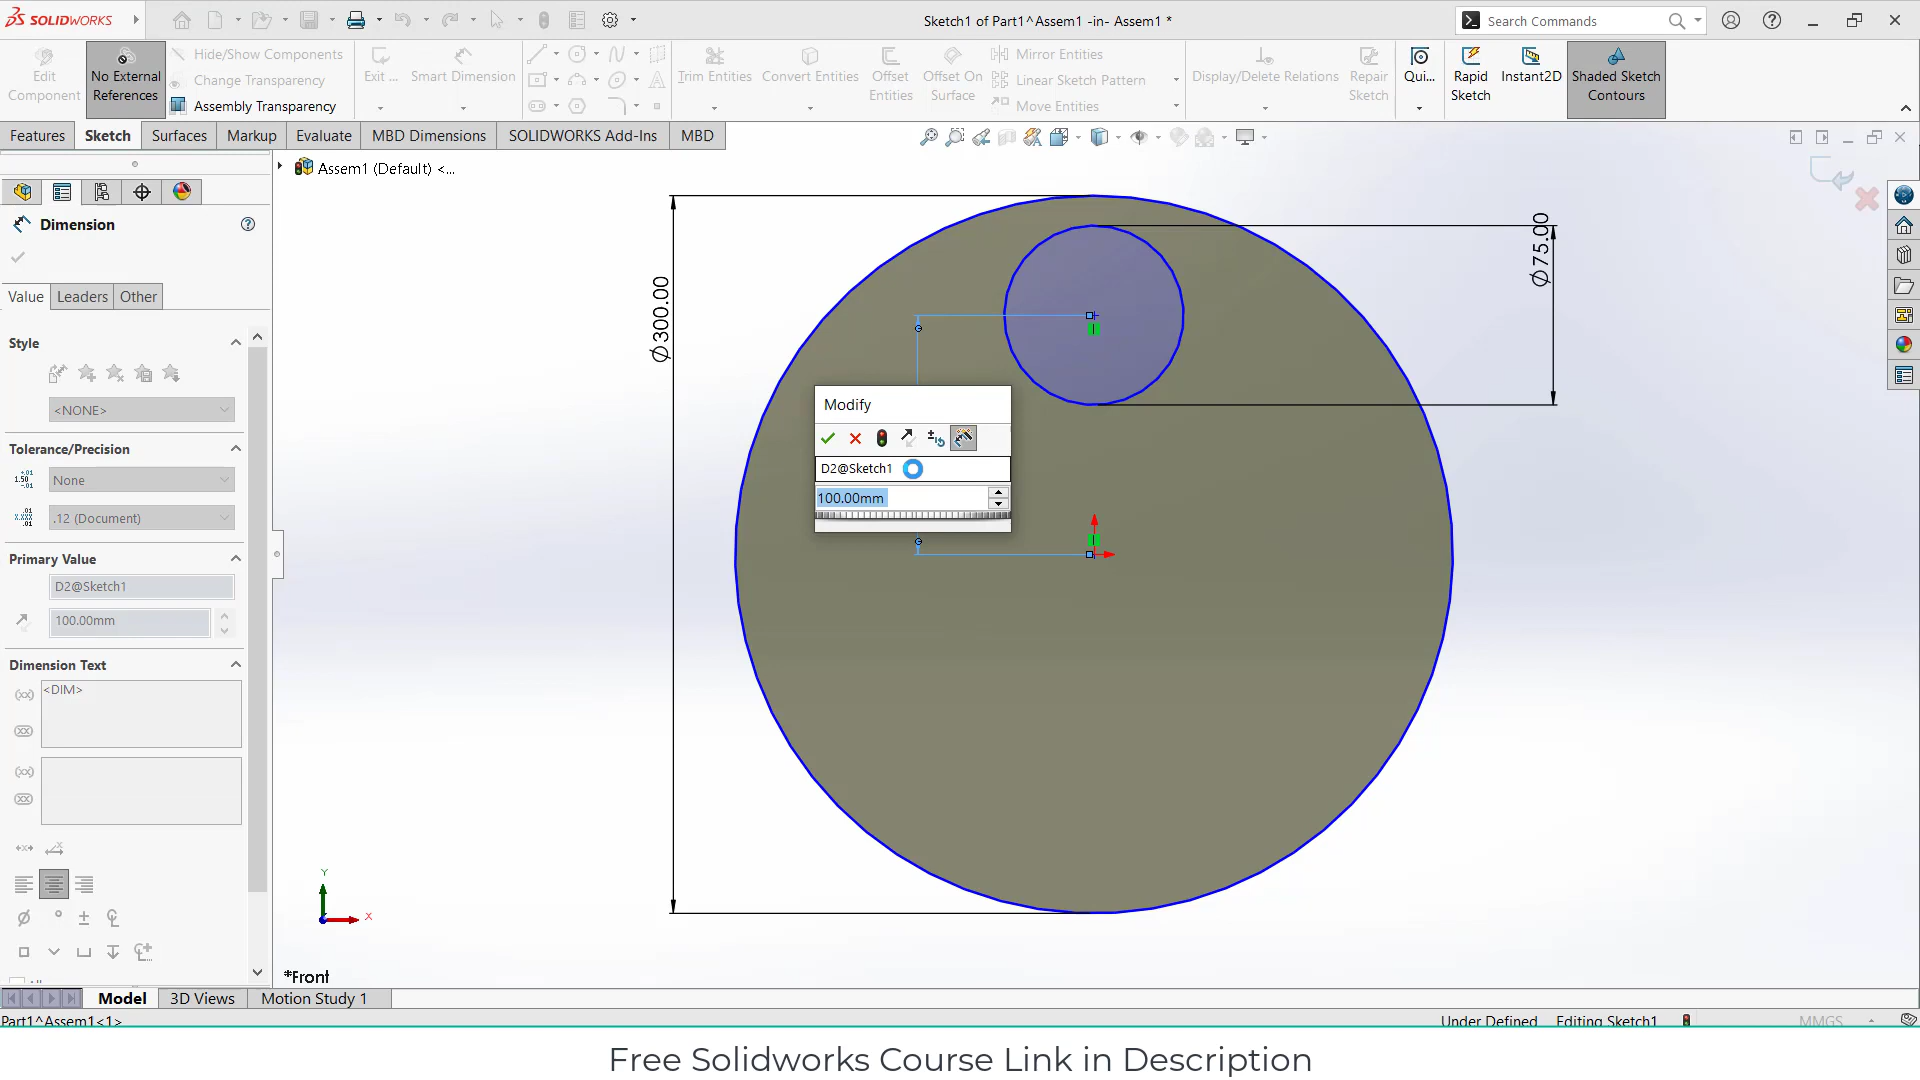 SOLIDWORKS
Sketch1 of Part1^Assem1 -in- Assem1 *
Search Commands
Edit Component
No External References
Hide/Show Components
Change Transparency
Assembly Transparency
Exit ...
Smart Dimension
Trim Entities
Convert Entities
Offset Entities
Offset On Surface
Mirror Entities
Linear Sketch Pattern
Move Entities
Display/Delete Relations
Repair Sketch
Qui...
Rapid Sketch
Instant2D
Shaded Sketch Contours
Features
Sketch
Surfaces
Markup
Evaluate
MBD Dimensions
SOLIDWORKS Add-Ins
MBD
Assem1 (Default) <...
Dimension
Value
Leaders
Other
Style
<NONE>
Tolerance/Precision
None
.12 (Document)
Primary Value
D2@Sketch1
100.00mm
Dimension Text
<DIM>
Ø300.00
Ø75.00
Modify
D2@Sketch1
100.00mm
Y
X
*Front
Model
3D Views
Motion Study 1
Part1^Assem1<1>
Under Defined
Editing Sketch1
MMGS
Free Solidworks Course Link in Description